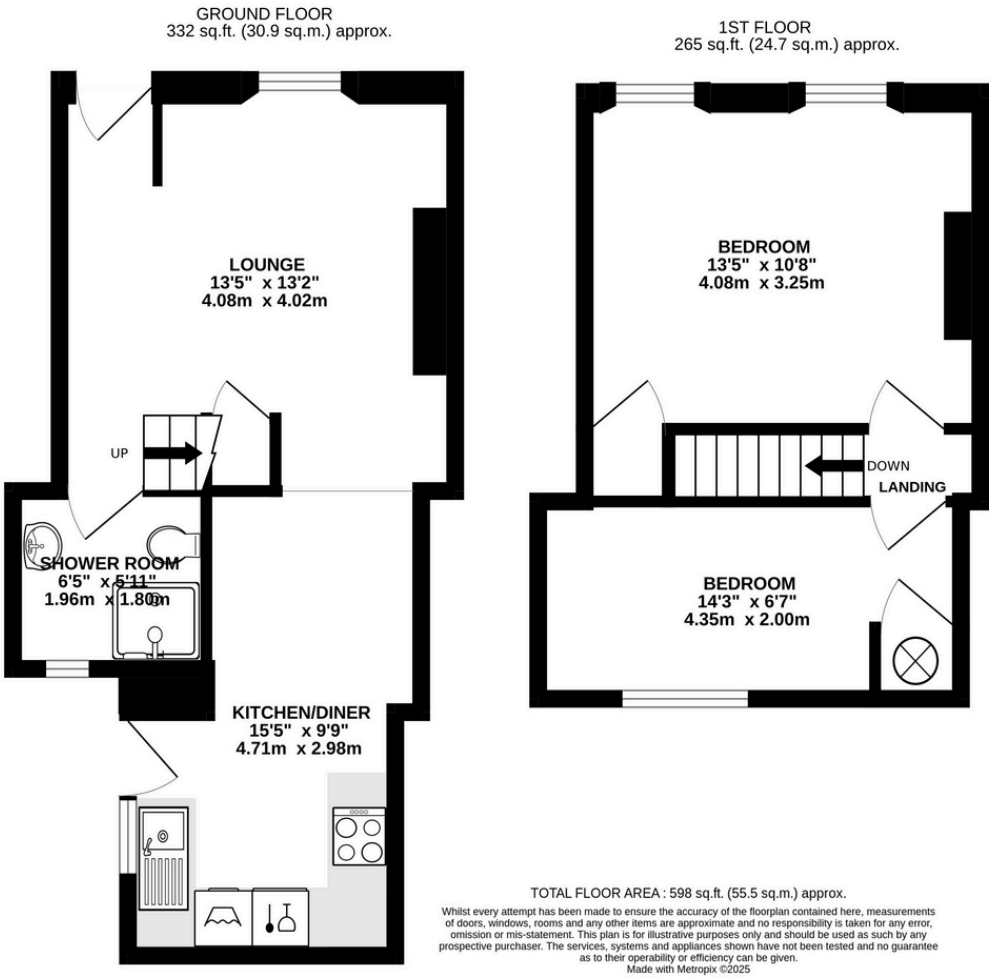 GROUND FLOOR
332 sq.ft. (30.9 sq.m.) approx.
LOUNGE
13'5" x 13'2"
4.08m x 4.02m
UP
SHOWER ROOM
6'5" x 5'11"
1.96m x 1.80m
KITCHEN/DINER
15'5" x 9'9"
4.71m x 2.98m
1ST FLOOR
265 sq.ft. (24.7 sq.m.) approx.
BEDROOM
13'5" x 10'8"
4.08m x 3.25m
DOWN
LANDING
BEDROOM
14'3" x 6'7"
4.35m x 2.00m
TOTAL FLOOR AREA : 598 sq.ft. (55.5 sq.m.) approx.
Whilst every attempt has been made to ensure the accuracy of the floorplan contained here, measurements
of doors, windows, rooms and any other items are approximate and no responsibility is taken for any error,
omission or mis-statement. This plan is for illustrative purposes only and should be used as such by any
prospective purchaser. The services, systems and appliances shown have not been tested and no guarantee
as to their operability or efficiency can be given.
Made with Metropix ©2025